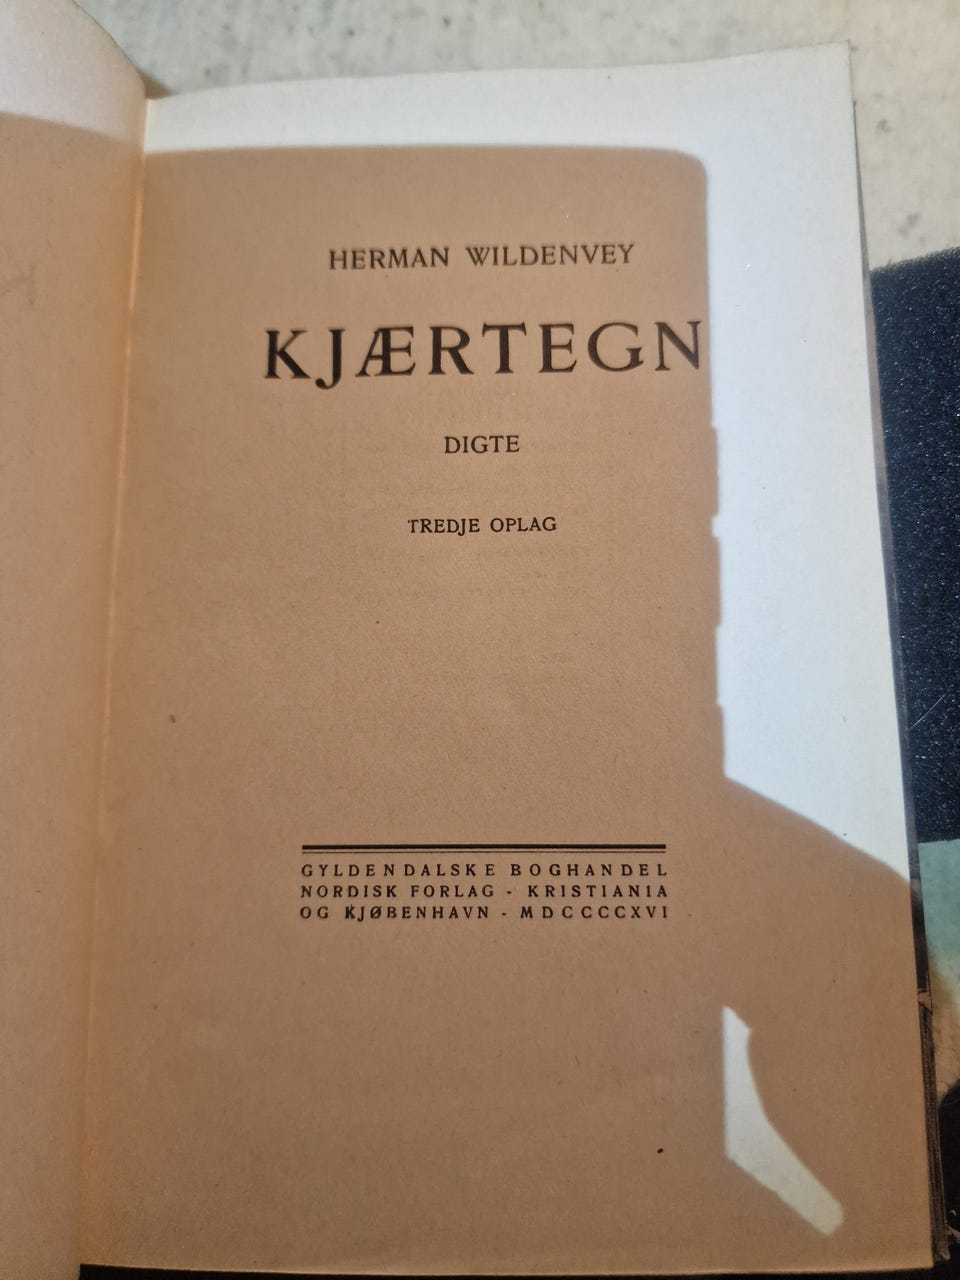 HERMAN WILDENVEY
KJÆRTEGN
DIGTE
TREDJE OPLAG
GYLDENDALSKE BOGHANDEL
NORDISK FORLAG - KRISTIANIA
OG KJØBENHAVN - MDCCCCXVI